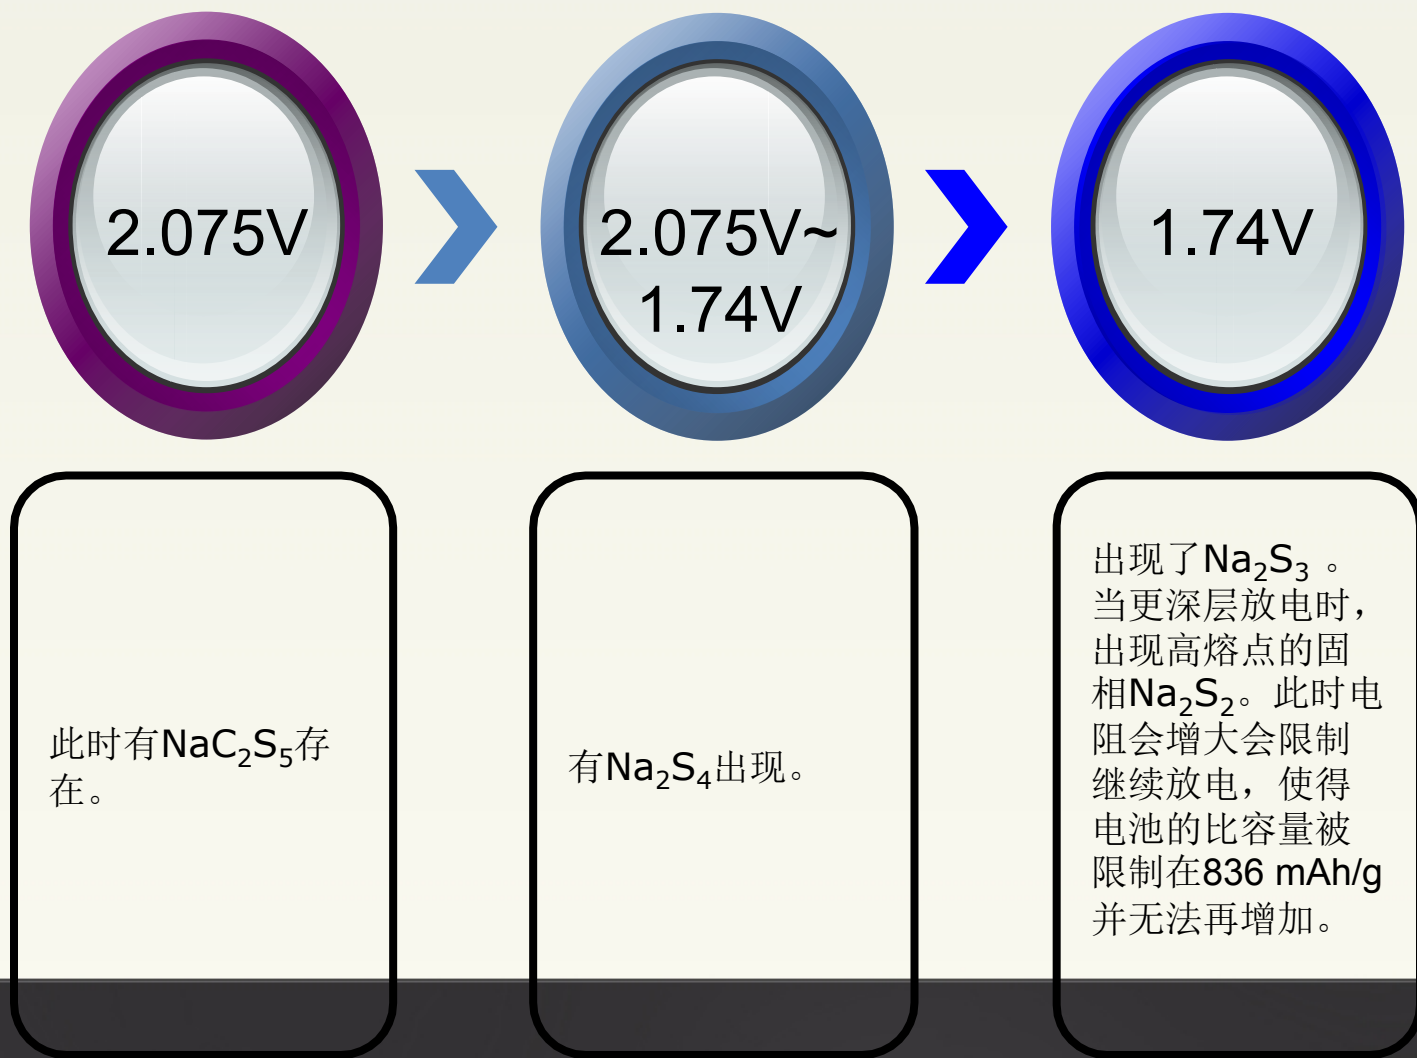 2.075V
2.075V~
1.74V
1.74V
此时有NaC₂S₅存
在。
有Na₂S₄出现。
出现了Na₂S₃ 。
当更深层放电时，
出现高熔点的固
相Na₂S₂。此时电
阻会增大会限制
继续放电，使得
电池的比容量被
限制在836 mAh/g
并无法再增加。